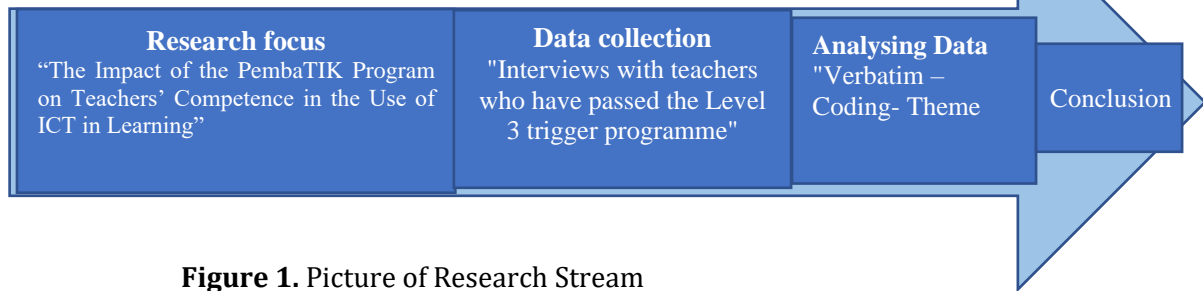 Research focus
“The Impact of the PembaTIK Program
on Teachers’ Competence in the Use of
ICT in Learning”
Data collection
"Interviews with teachers
who have passed the Level
3 trigger programme"
Analysing Data
"Verbatim –
Coding- Theme
Conclusion
Figure 1. Picture of Research Stream